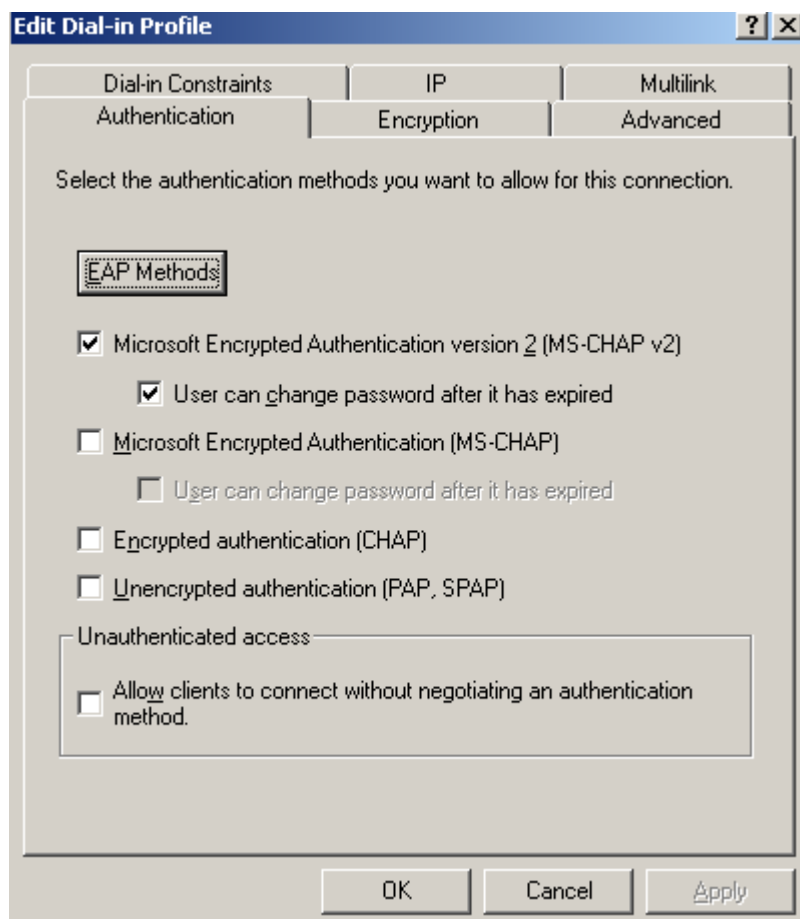 Edit Dial-in Profile
Dial-in Constraints
IP
Multilink
Authentication
Encryption
Advanced
Select the authentication methods you want to allow for this connection.
EAP Methods
Microsoft Encrypted Authentication version 2 (MS-CHAP v2)
User can change password after it has expired
Microsoft Encrypted Authentication (MS-CHAP)
User can change password after it has expired
Encrypted authentication (CHAP)
Unencrypted authentication (PAP, SPAP)
Unauthenticated access
Allow clients to connect without negotiating an authentication
method.
OK
Cancel
Apply